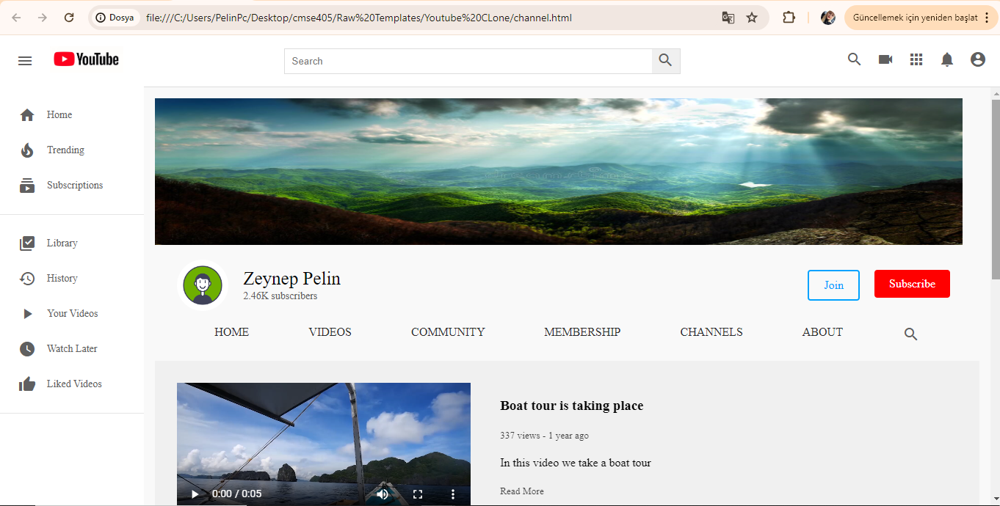 Dosya file:///C:/Users/PelinPc/Desktop/cmse405/Raw%20Templates/Youtube%20CLone/channel.html Güncellemek için yeniden başlat
YouTube Search
Home
Trending
Subscriptions
Library
History
Your Videos
Watch Later
Liked Videos
Zeynep Pelin
2.46K subscribers
Join Subscribe
HOME VIDEOS COMMUNITY MEMBERSHIP CHANNELS ABOUT
Boat tour is taking place
337 views - 1 year ago
In this video we take a boat tour
Read More
0:00 / 0:05